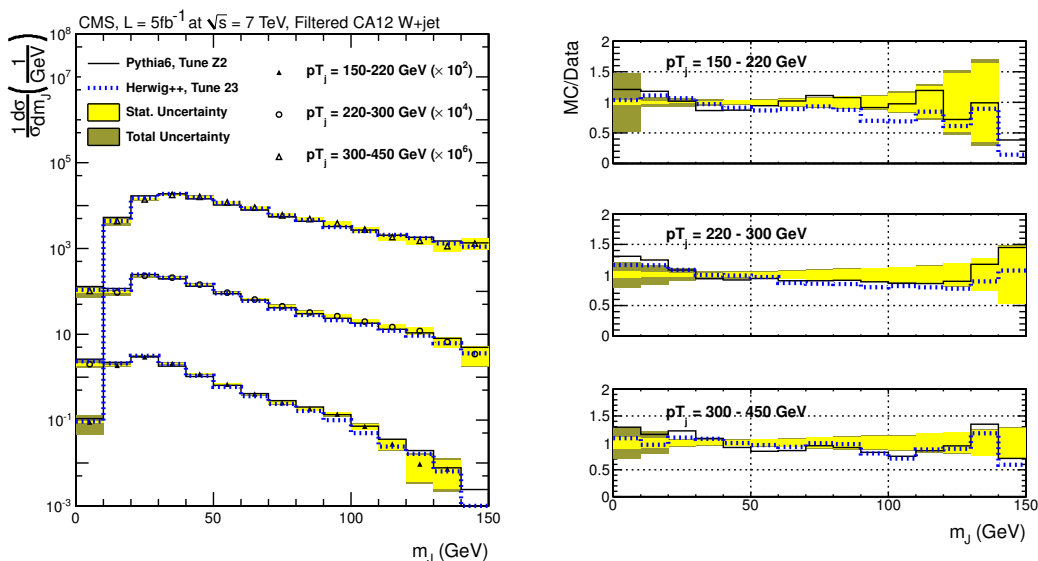 CMS, L = 5fb⁻¹ at √s = 7 TeV, Filtered CA12 W+jet
1/σ dσ/dm_J (1/GeV)
10⁸
10⁷
10⁵
10³
10
10⁻¹
10⁻³
Pythia6, Tune Z2
Herwig++, Tune 23
Stat. Uncertainty
Total Uncertainty
pT_j = 150-220 GeV (× 10²)
pT_j = 220-300 GeV (× 10⁴)
pT_j = 300-450 GeV (× 10⁶)
0 50 100 150
m_J (GeV)
MC/Data
2
1.5
1
0.5
0
pT_j = 150 - 220 GeV
2
1.5
1
0.5
0
pT_j = 220 - 300 GeV
2
1.5
1
0.5
0
pT_j = 300 - 450 GeV
0 50 100 150
m_J (GeV)